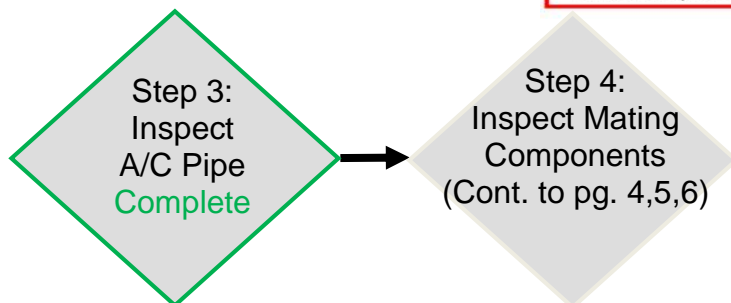 Step 3:
Inspect
A/C Pipe
Complete
Step 4:
Inspect Mating
Components
(Cont. to pg. 4,5,6)